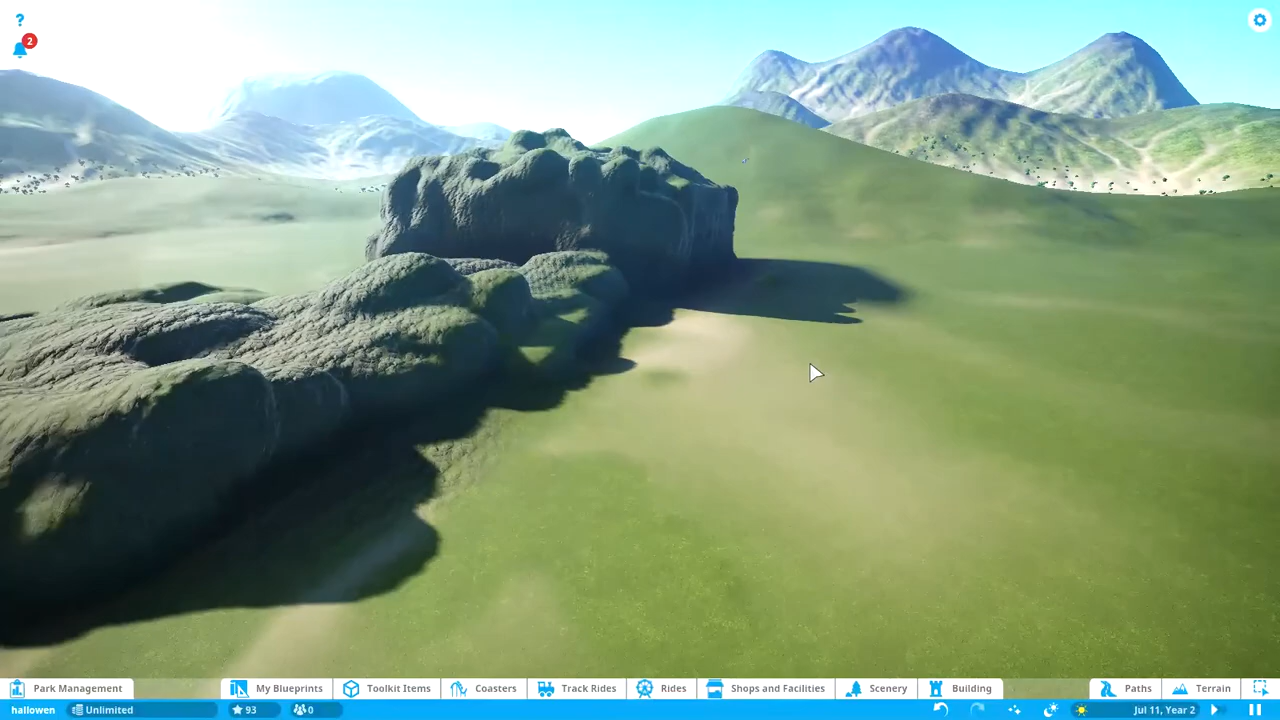 ?
2
Park Management
My Blueprints
Toolkit Items
Coasters
Track Rides
Rides
Shops and Facilities
Scenery
Building
Paths
Terrain
hallowen
Unlimited
93
0
Jul 11, Year 2